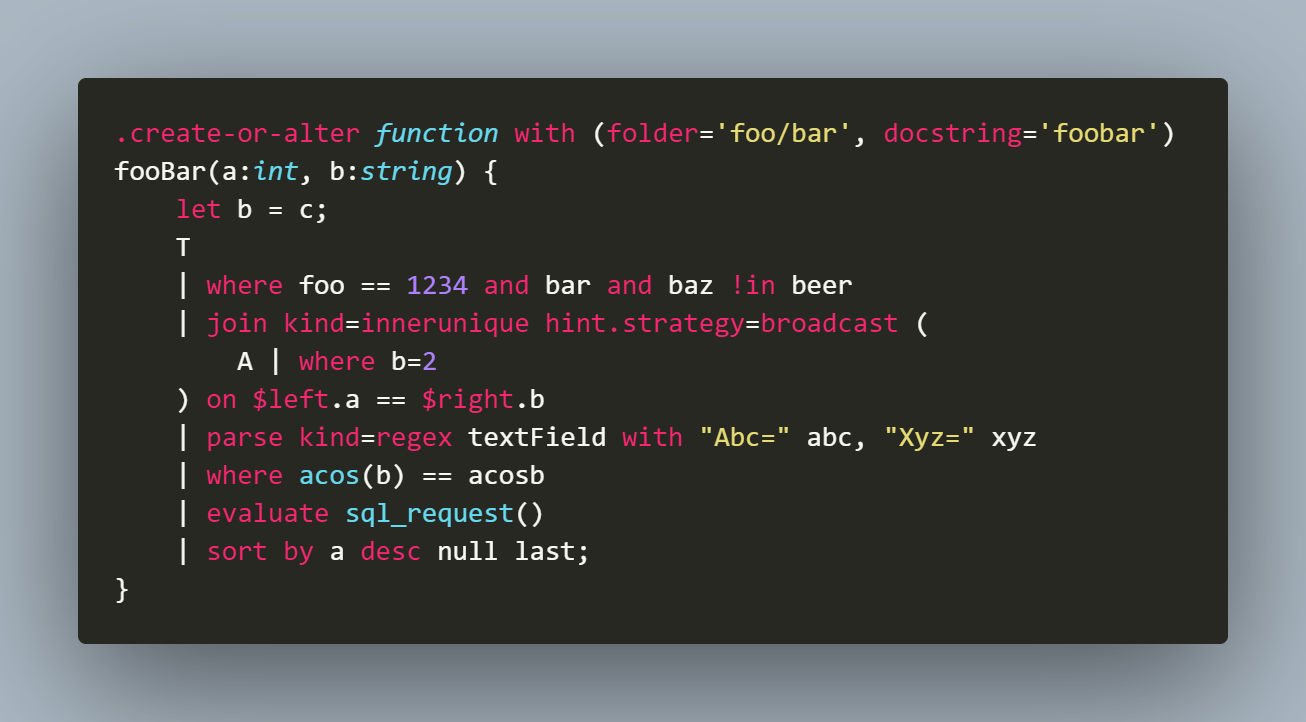 .create-or-alter function with (folder='foo/bar', docstring='foobar')
fooBar(a:int, b:string) {
    let b = c;
    T
    | where foo == 1234 and bar and baz !in beer
    | join kind=innerunique hint.strategy=broadcast (
        A | where b=2
    ) on $left.a == $right.b
    | parse kind=regex textField with "Abc=" abc, "Xyz=" xyz
    | where acos(b) == acosb
    | evaluate sql_request()
    | sort by a desc null last;
}